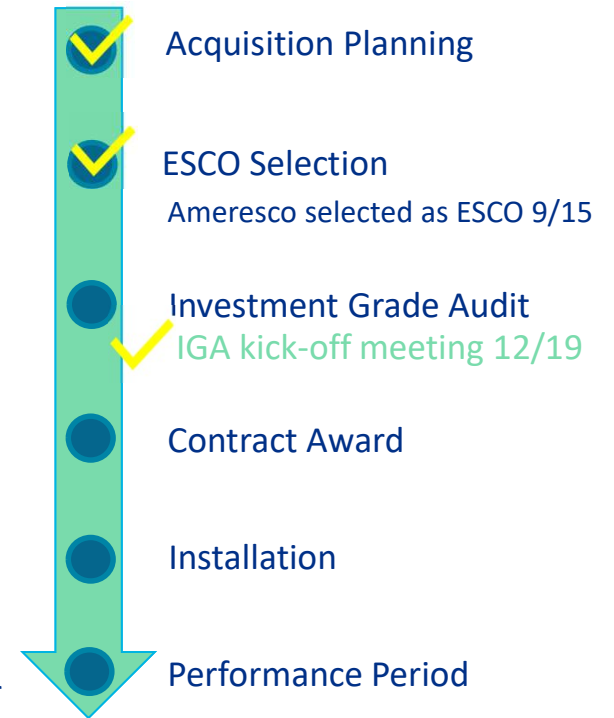 Acquisition Planning
ESCO Selection
Ameresco selected as ESCO 9/15
Investment Grade Audit
IGA kick-off meeting 12/19
Contract Award
Installation
Performance Period